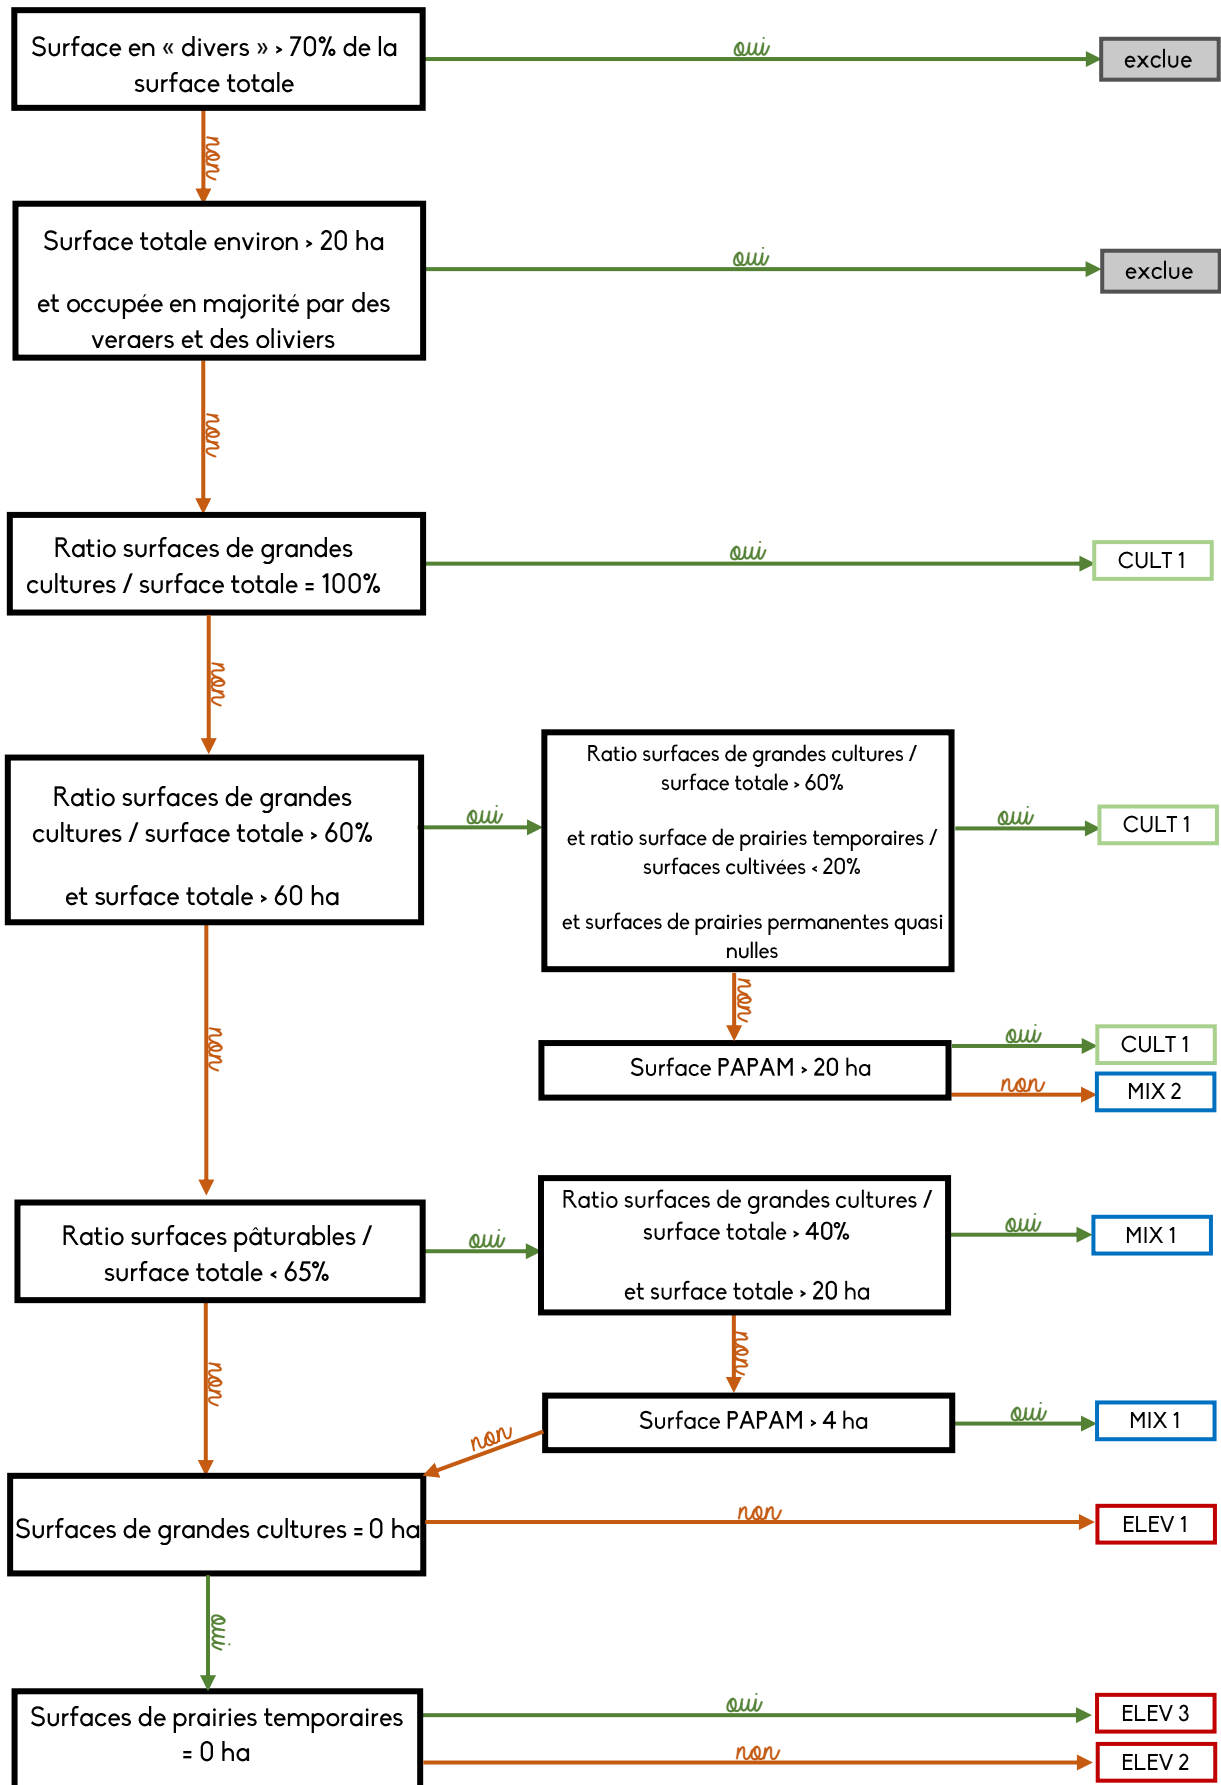 Surface en « divers » > 70% de la
surface totale
oui
exclue
non
Surface totale environ > 20 ha
et occupée en majorité par des
veraers et des oliviers
oui
exclue
non
Ratio surfaces de grandes
cultures / surface totale = 100%
oui
CULT 1
non
Ratio surfaces de grandes
cultures / surface totale > 60%
et surface totale > 60 ha
oui
Ratio surfaces de grandes cultures /
surface totale > 60%
et ratio surface de prairies temporaires /
surfaces cultivées < 20%
et surfaces de prairies permanentes quasi
nulles
oui
CULT 1
non
Surface PAPAM > 20 ha
oui
CULT 1
non
MIX 2
non
Ratio surfaces pâturables /
surface totale < 65%
oui
Ratio surfaces de grandes cultures /
surface totale > 40%
et surface totale > 20 ha
oui
MIX 1
non
Surface PAPAM > 4 ha
oui
MIX 1
non
non
Surfaces de grandes cultures = 0 ha
non
ELEV 1
oui
Surfaces de prairies temporaires
= 0 ha
oui
ELEV 3
non
ELEV 2